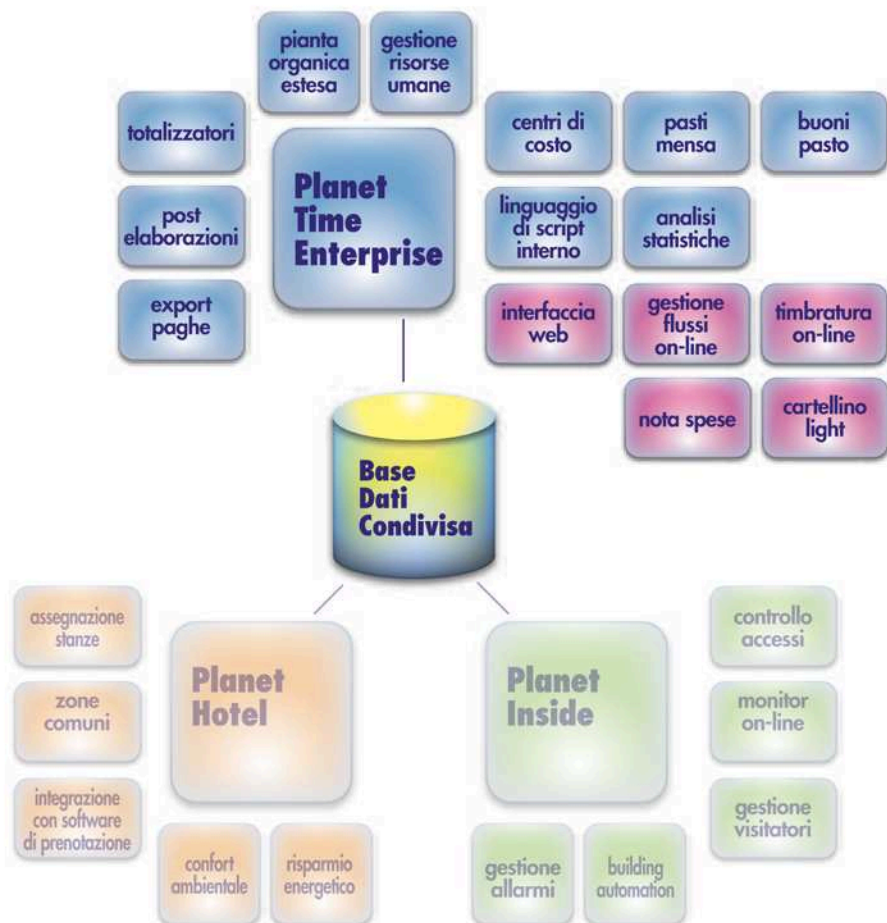 pianta
organica
estesa
gestione
risorse
umane
totalizzatori
post
elaborazioni
export
paghe
Planet
Time
Enterprise
centri di
costo
pasti
mensa
buoni
pasto
linguaggio
di script
interno
analisi
statistiche
interfaccia
web
gestione
flussi
on-line
timbratura
on-line
nota spese
cartellino
light
Base
Dati
Condivisa
assegnazione
stanze
zone
comuni
integrazione
con software
di prenotazione
Planet
Hotel
confort
ambientale
risparmio
energetico
Planet
Inside
controllo
accessi
monitor
on-line
gestione
visitatori
gestione
allarmi
building
automation